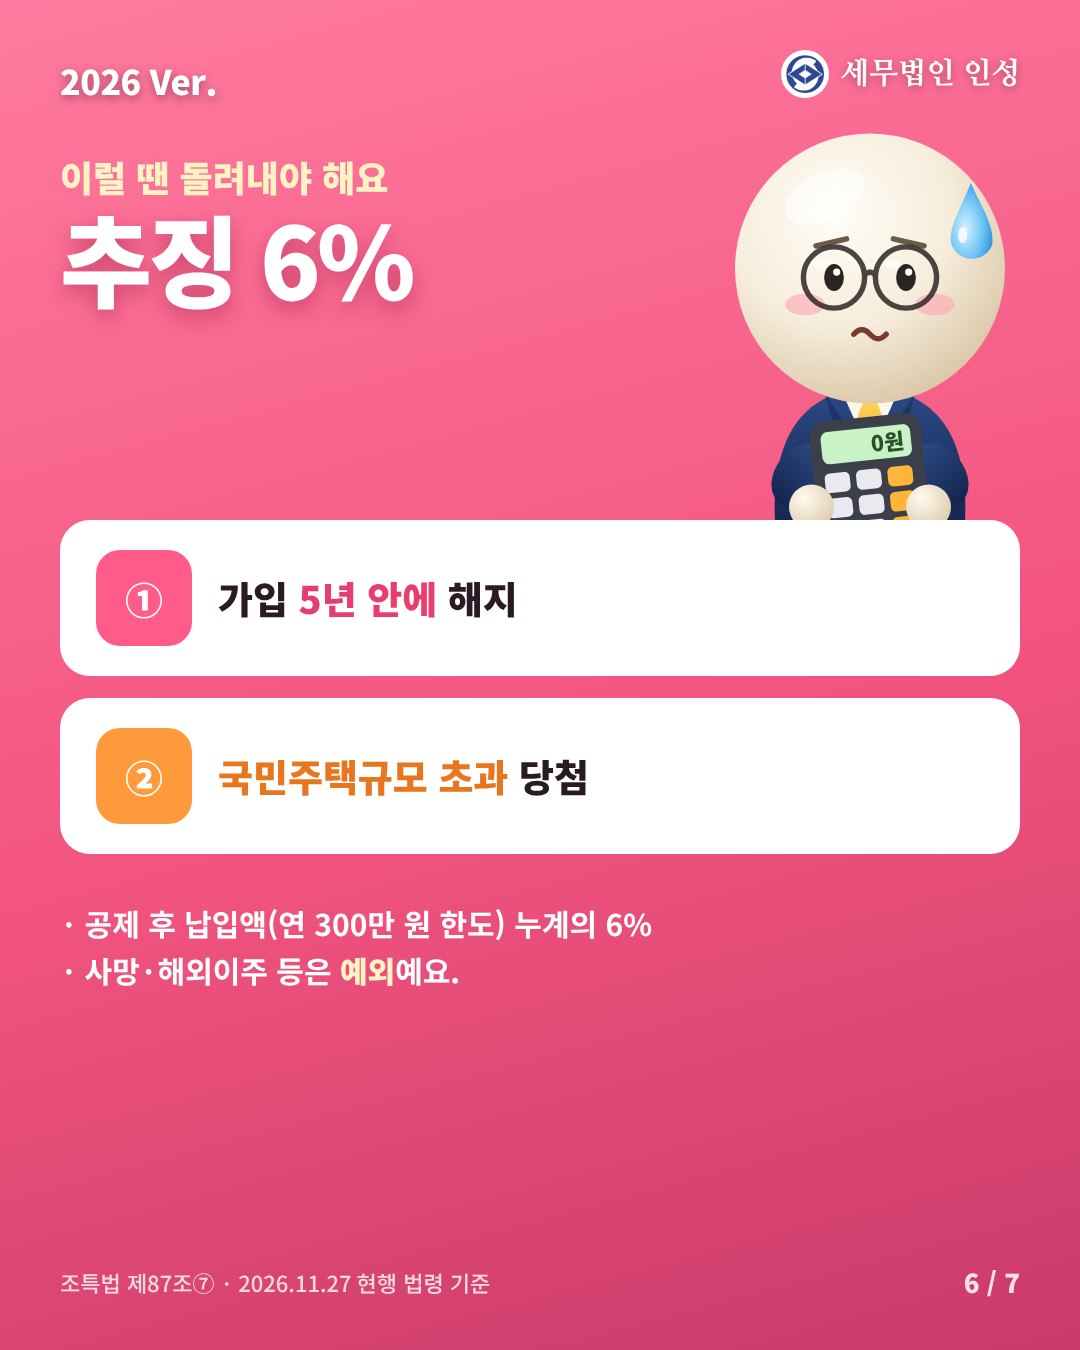 2026 Ver.
세무법인 인성
이럴 땐 돌려내야 해요
추징 6%
0원
① 가입 5년 안에 해지
② 국민주택규모 초과 당첨
· 공제 후 납입액(연 300만 원 한도) 누계의 6%
· 사망·해외이주 등은 예외예요.
조특법 제87조⑦ · 2026.11.27 현행 법령 기준
6 / 7